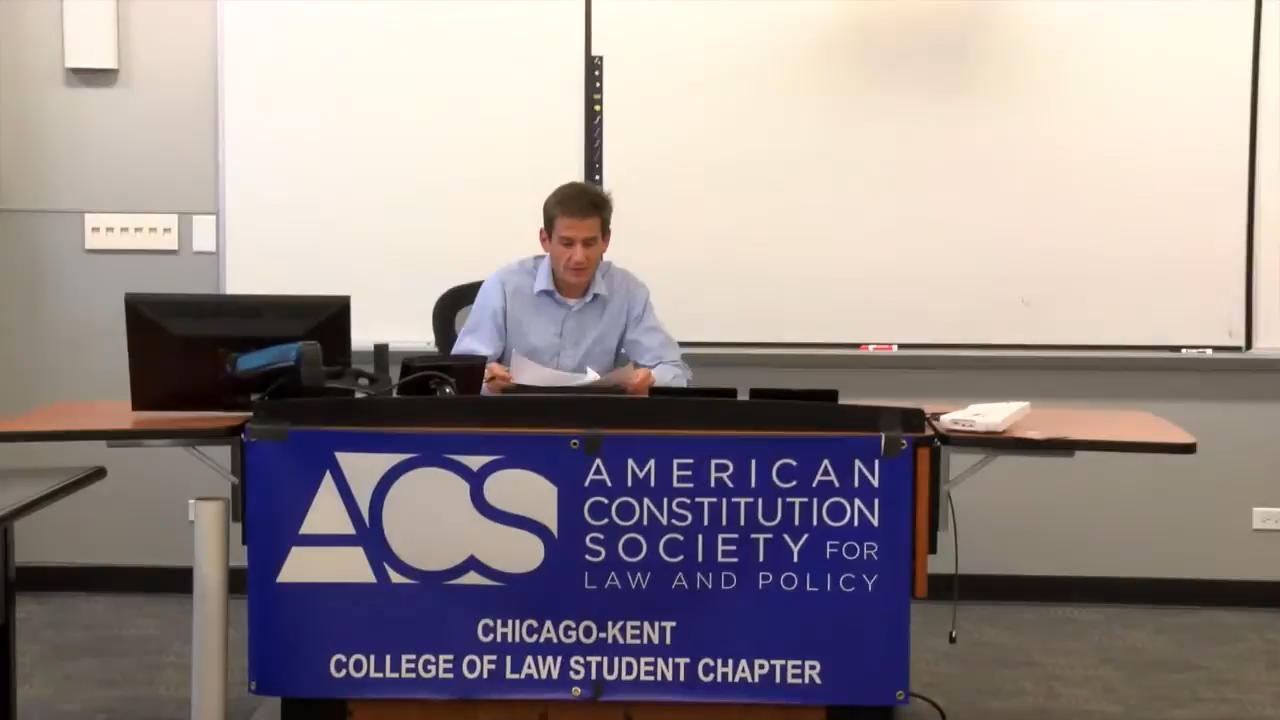 ACS
AMERICAN
CONSTITUTION
SOCIETY FOR
LAW AND POLICY
CHICAGO-KENT
COLLEGE OF LAW STUDENT CHAPTER